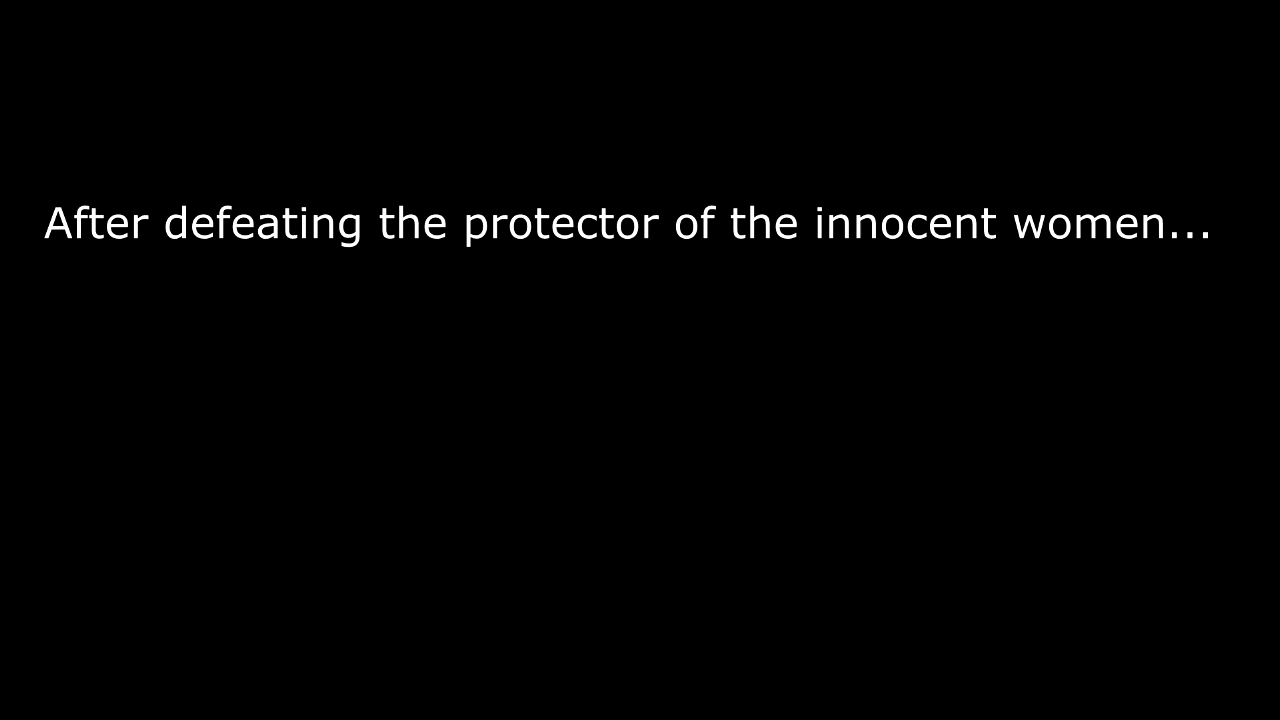 After defeating the protector of the innocent women...